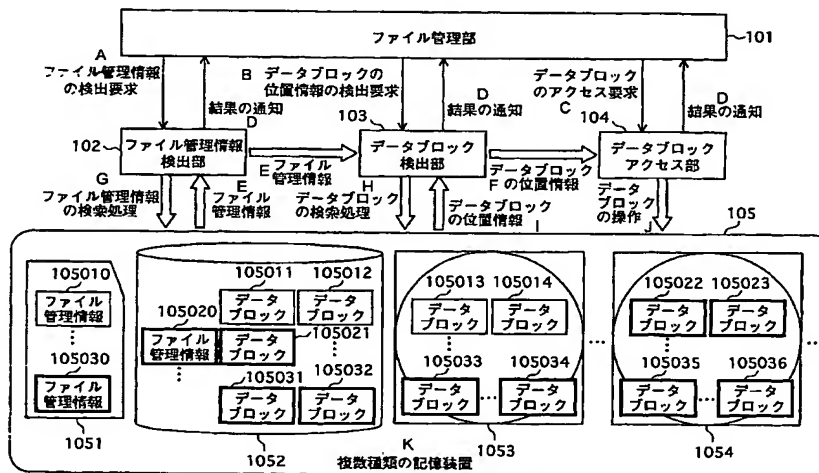 ファイル管理部
101
A
ファイル管理情報
の検出要求
結果の通知
D
B
データブロックの
位置情報の検出要求
D
結果の通知
データブロック
のアクセス要求
C
D
結果の通知
102
ファイル管理情報
検出部
103
データブロック
検出部
104
データブロック
アクセス部
E ファイル
管理情報
データブロック
F の位置情報
G
ファイル管理情報
の検索処理
E
ファイル
管理情報
H
データブロック
の検索処理
データブロック
の位置情報
I
データ
ブロック
の操作
J
105
105010
ファイル
管理情報
105030
ファイル
管理情報
1051
105011
データ
ブロック
105012
データ
ブロック
105020
ファイル
管理情報
105021
データ
ブロック
105031
データ
ブロック
105032
データ
ブロック
1052
105013
データ
ブロック
105014
データ
ブロック
105033
データ
ブロック
105034
データ
ブロック
1053
105022
データ
ブロック
105023
データ
ブロック
105035
データ
ブロック
105036
データ
ブロック
1054
K
複数種類の記憶装置